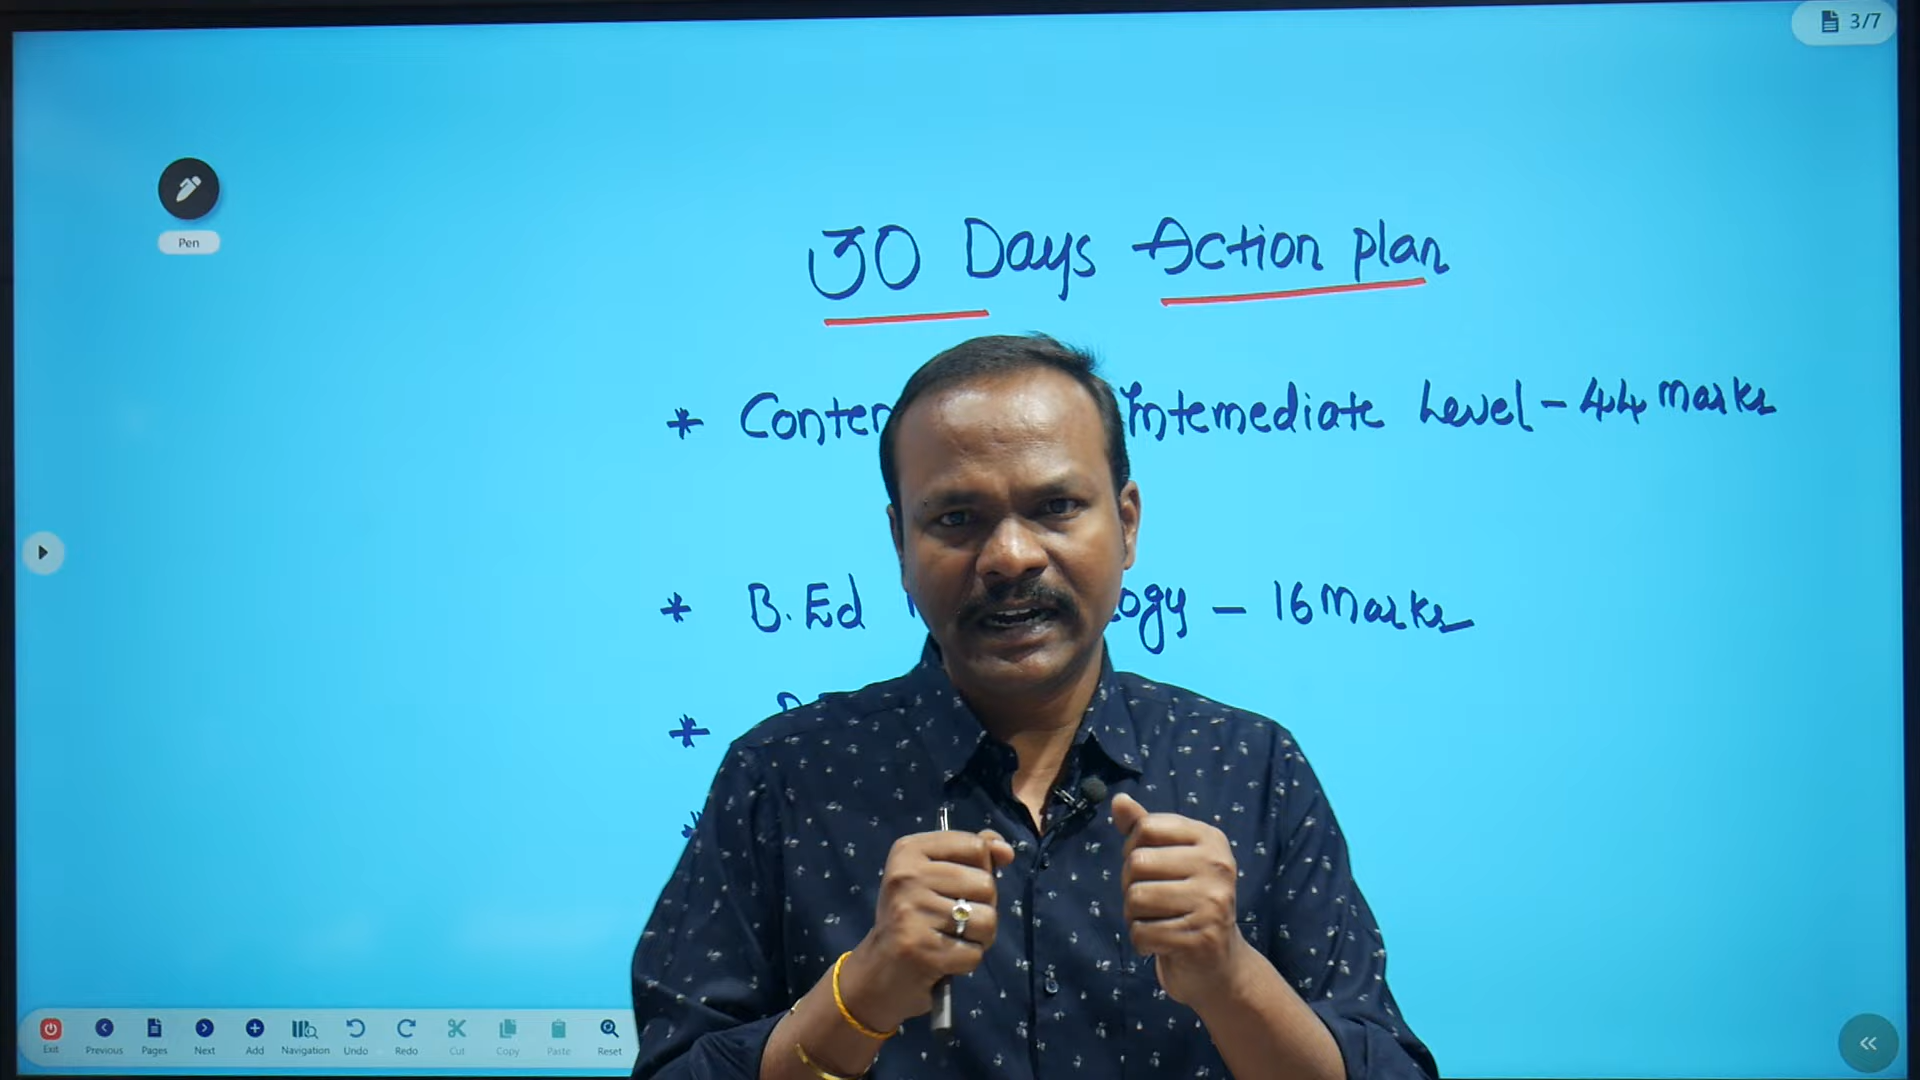 3/7
Pen
30 Days Action plan
* Conten Intemediate Level - 44 Marks
* B.Ed ogy - 16 Marks
*
*
Exit Previous Pages Next Add Navigation Undo Redo Cut Copy Paste Reset